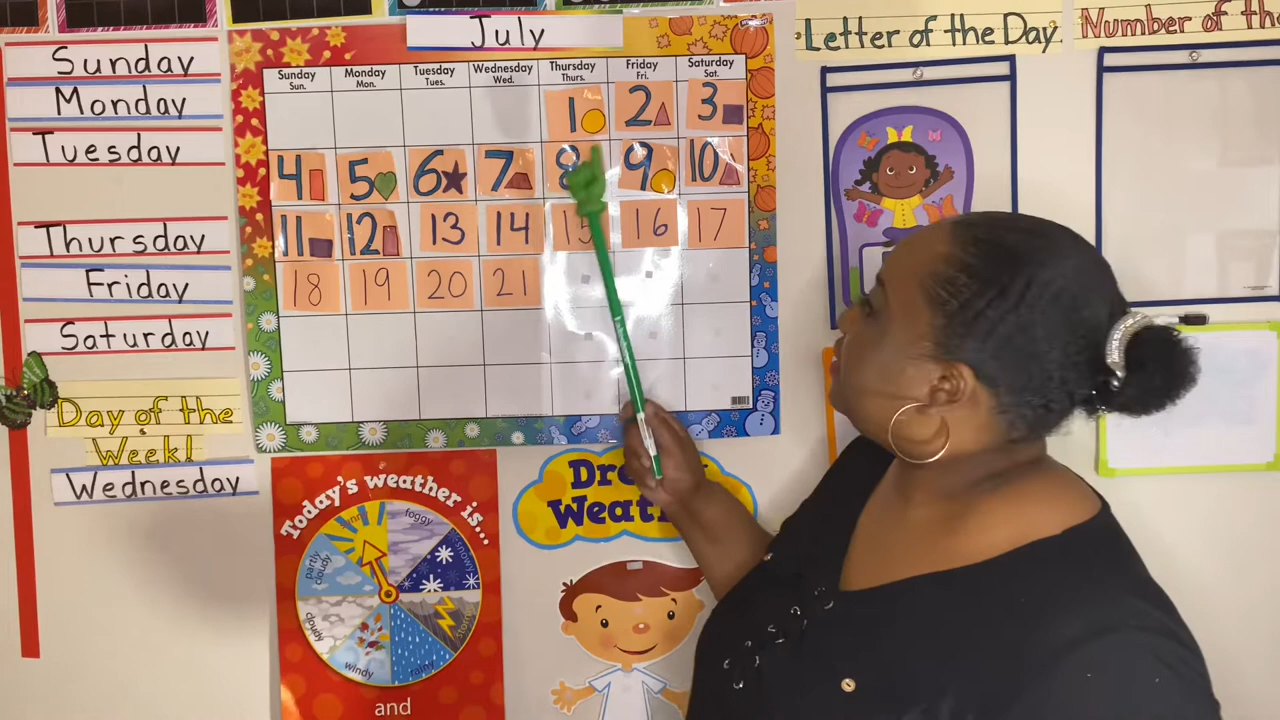 Sunday
Monday
Tuesday
Thursday
Friday
Saturday
Day of the
Week!
Wednesday
July
Sunday Monday Tuesday Wednesday Thursday Friday Saturday
Sun. Mon. Tues. Wed. Thurs. Fri. Sat.
1 2 3
4 5 6 7 8 9 10
11 12 13 14 15 16 17
18 19 20 21
Letter of the Day
Number of th
Today's weather is...
sunny
foggy
snowy
stormy
rainy
windy
cloudy
partly cloudy
and